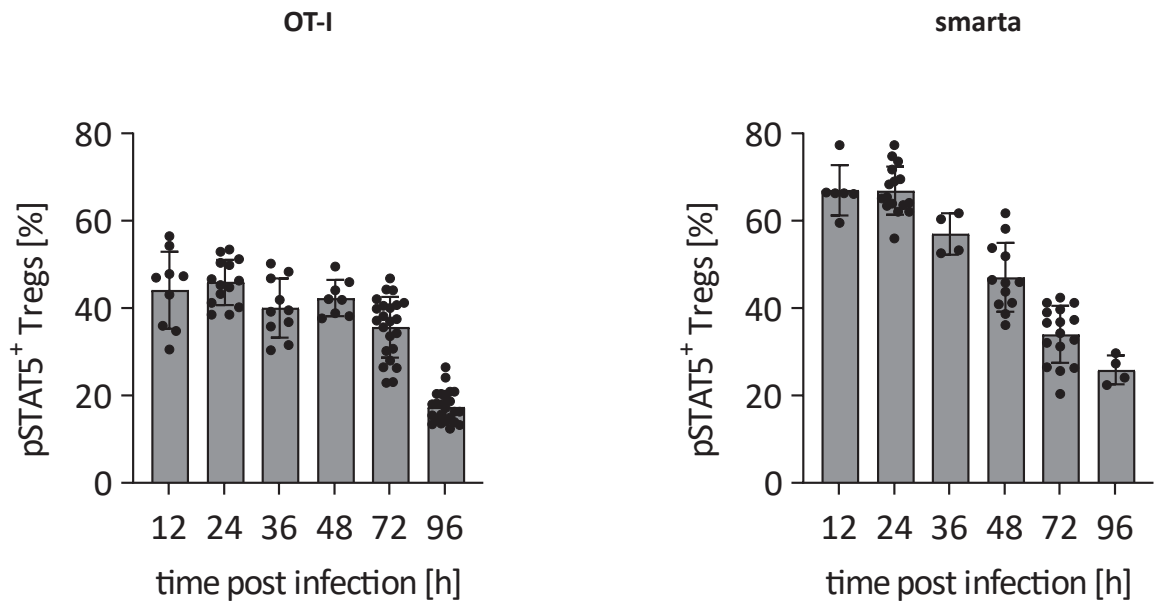 OT-I
smarta
80
60
40
20
0
pSTAT5+ Tregs [%]
12 24 36 48 72 96
time post infection [h]
80
60
40
20
0
pSTAT5+ Tregs [%]
12 24 36 48 72 96
time post infection [h]